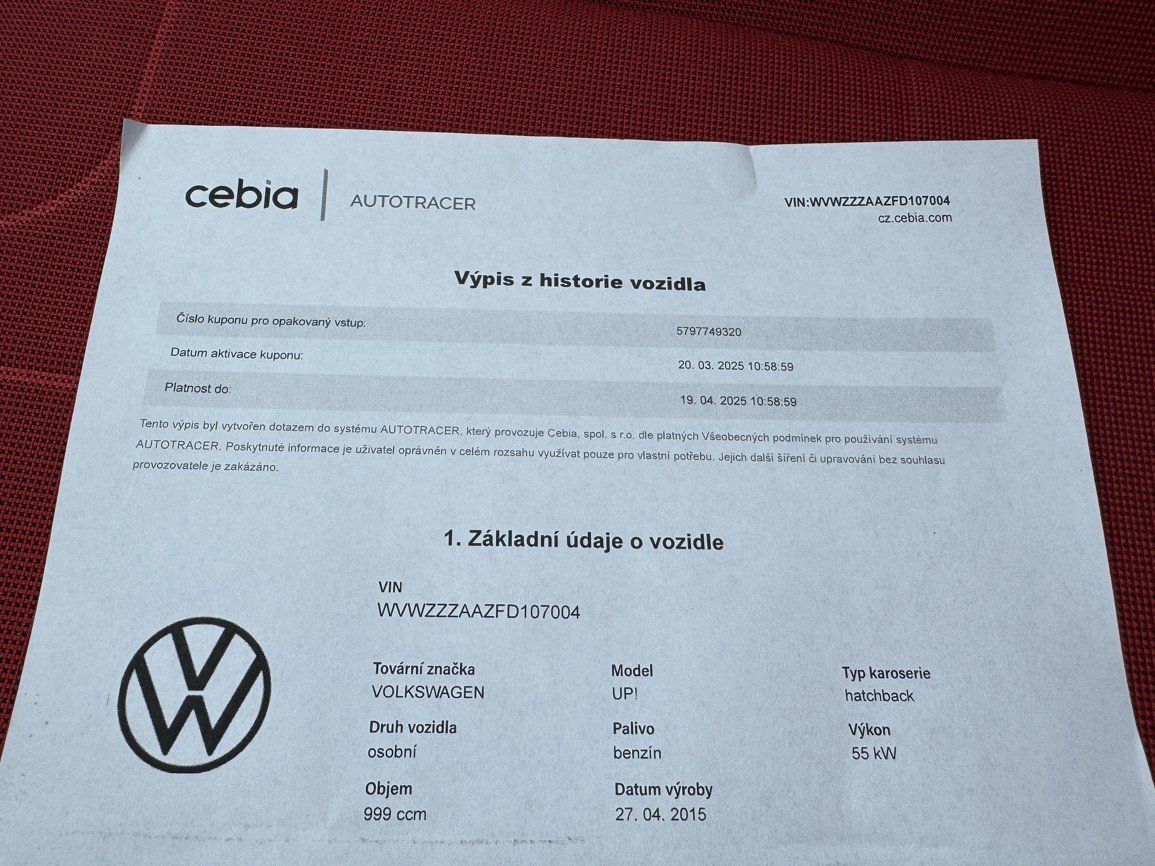 cebia AUTOTRACER
VIN:WVWZZZAAZFD107004
cz.cebia.com
Výpis z historie vozidla
Číslo kuponu pro opakovaný vstup: 5797749320
Datum aktivace kuponu: 20. 03. 2025 10:58:59
Platnost do: 19. 04. 2025 10:58:59
Tento výpis byl vytvořen dotazem do systému AUTOTRACER, který provozuje Cebia, spol. s r.o. dle platných Všeobecných podmínek pro používání systému
AUTOTRACER. Poskytnuté informace je uživatel oprávněn v celém rozsahu využívat pouze pro vlastní potřebu. Jejich další šíření či upravování bez souhlasu
provozovatele je zakázáno.
1. Základní údaje o vozidle
VIN
WVWZZZAAZFD107004
Tovární značka Model Typ karoserie
VOLKSWAGEN UP! hatchback
Druh vozidla Palivo Výkon
osobní benzín 55 kW
Objem Datum výroby
999 ccm 27. 04. 2015